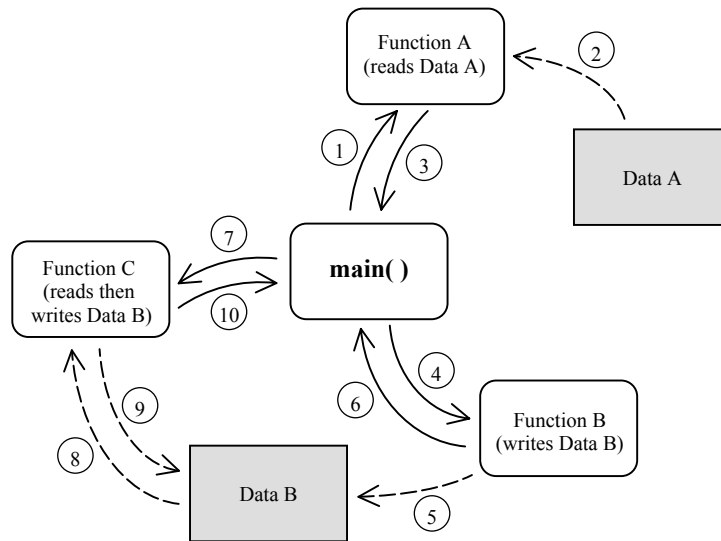 Function A
(reads Data A)
2
1
3
Data A
7
main( )
Function C
(reads then
writes Data B)
10
4
6
9
Function B
(writes Data B)
8
Data B
5